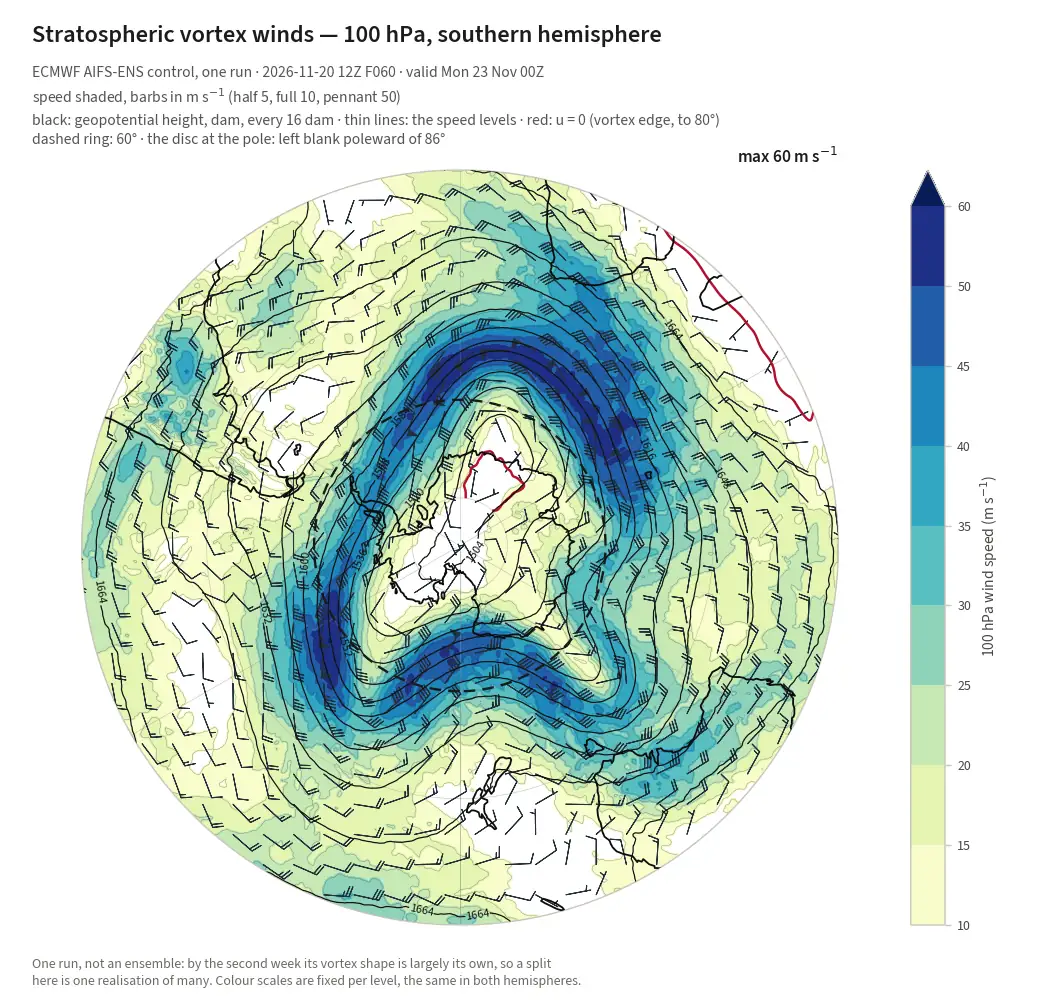 Stratospheric vortex winds — 100 hPa, southern hemisphere
ECMWF AIFS-ENS control, one run · 2026-11-20 12Z F060 · valid Mon 23 Nov 00Z
speed shaded, barbs in m s⁻¹ (half 5, full 10, pennant 50)
black: geopotential height, dam, every 16 dam · thin lines: the speed levels · red: u = 0 (vortex edge, to 80°)
dashed ring: 60° · the disc at the pole: left blank poleward of 86°
max 60 m s⁻¹
60
50
45
40
35
30
25
20
15
10
100 hPa wind speed (m s⁻¹)
1664
1504
1664
1664
1664
One run, not an ensemble: by the second week its vortex shape is largely its own, so a split
here is one realisation of many. Colour scales are fixed per level, the same in both hemispheres.